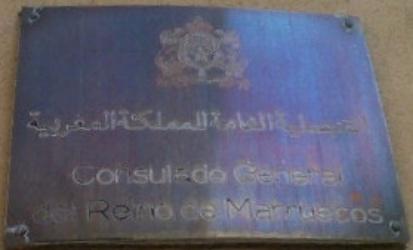 القنصلية العامة للمملكة المغربية
Consulado General
del Reino de Marruecos